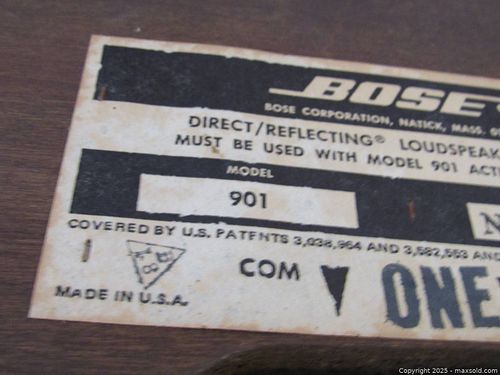 BOSE
BOSE CORPORATION, NATICK, MASS.
DIRECT/REFLECTING® LOUDSPEAK
MUST BE USED WITH MODEL 901 ACTI
MODEL
901
N
COVERED BY U.S. PATENTS 3,038,964 AND 3,582,553 AND
COM ONE
MADE IN U.S.A.
Copyright © 2025 - maxsold.com